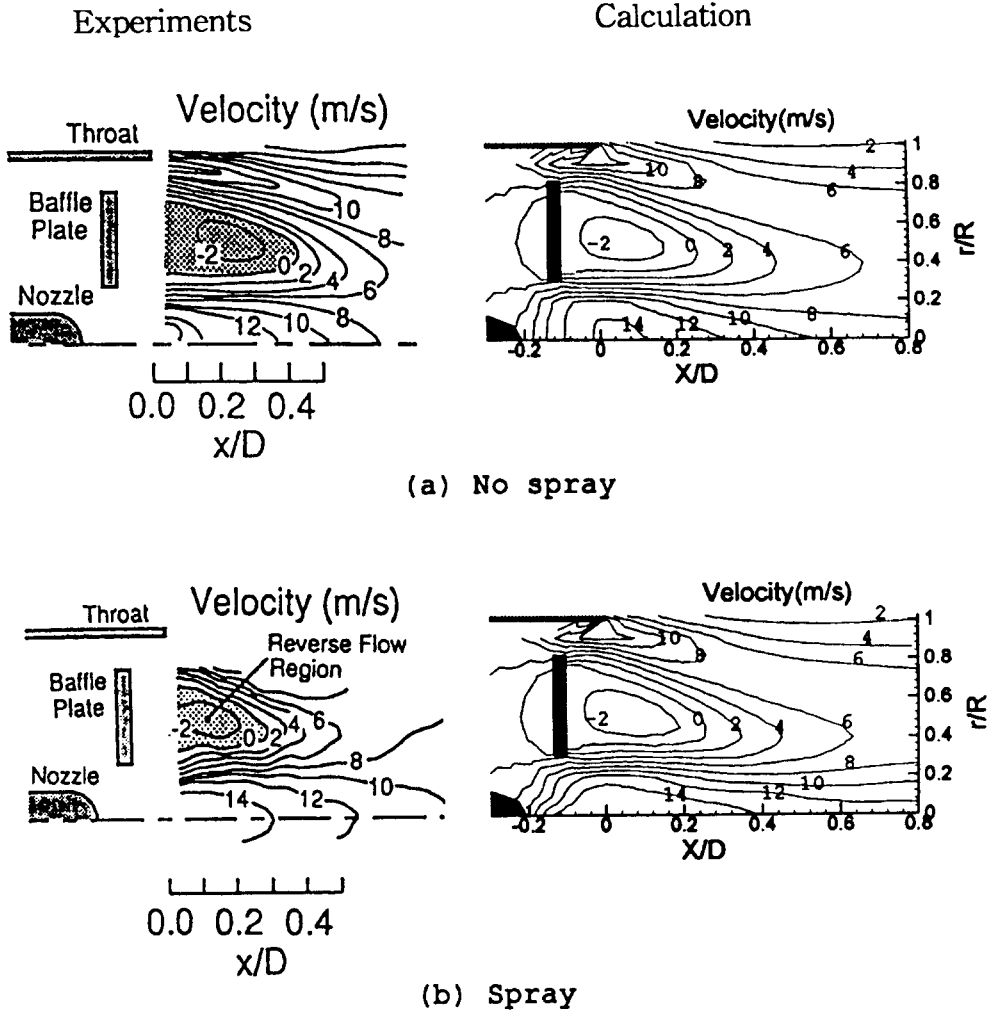 Experiments
Calculation
Velocity (m/s)
Throat
Baffle
Plate
Nozzle
-2
0
2
4
6
8
10
8
10
12
0.0 0.2 0.4
x/D
Velocity(m/s)
2
4
6
8
10
-2
0
2
4
6
8
10
12
14
-0.2 0 0.2 0.4 0.6 0.8
X/D
1
0.8
0.6
0.4
0.2
0
r/R
(a) No spray
Velocity (m/s)
Throat
Reverse Flow
Region
Baffle
Plate
Nozzle
-2
0
2
4
6
8
10
12
14
0.0 0.2 0.4
x/D
Velocity(m/s)
2
4
6
8
10
-2
0
2
4
6
8
10
12
14
-0.2 0 0.2 0.4 0.6 0.8
X/D
1
0.8
0.6
0.4
0.2
0
r/R
(b) Spray